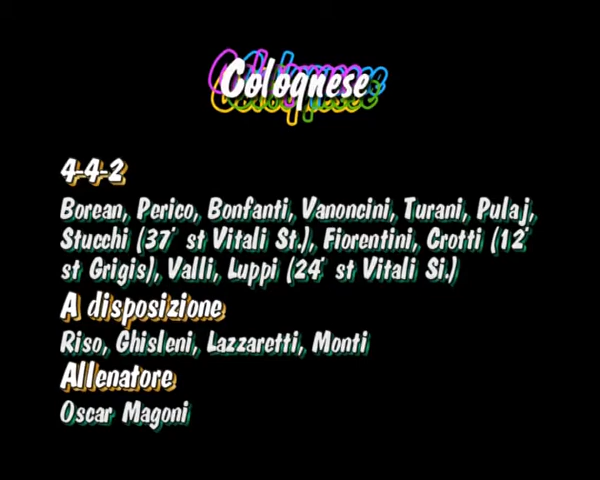 Colognese
4-4-2
Borean, Perico, Bonfanti, Vanoncini, Turani, Pulaj,
Stucchi (37' st Vitali St.), Fiorentini, Crotti (12'
st Grigis), Valli, Luppi (24' st Vitali Si.)
A disposizione
Riso, Ghisleni, Lazzaretti, Monti
Allenatore
Oscar Magoni